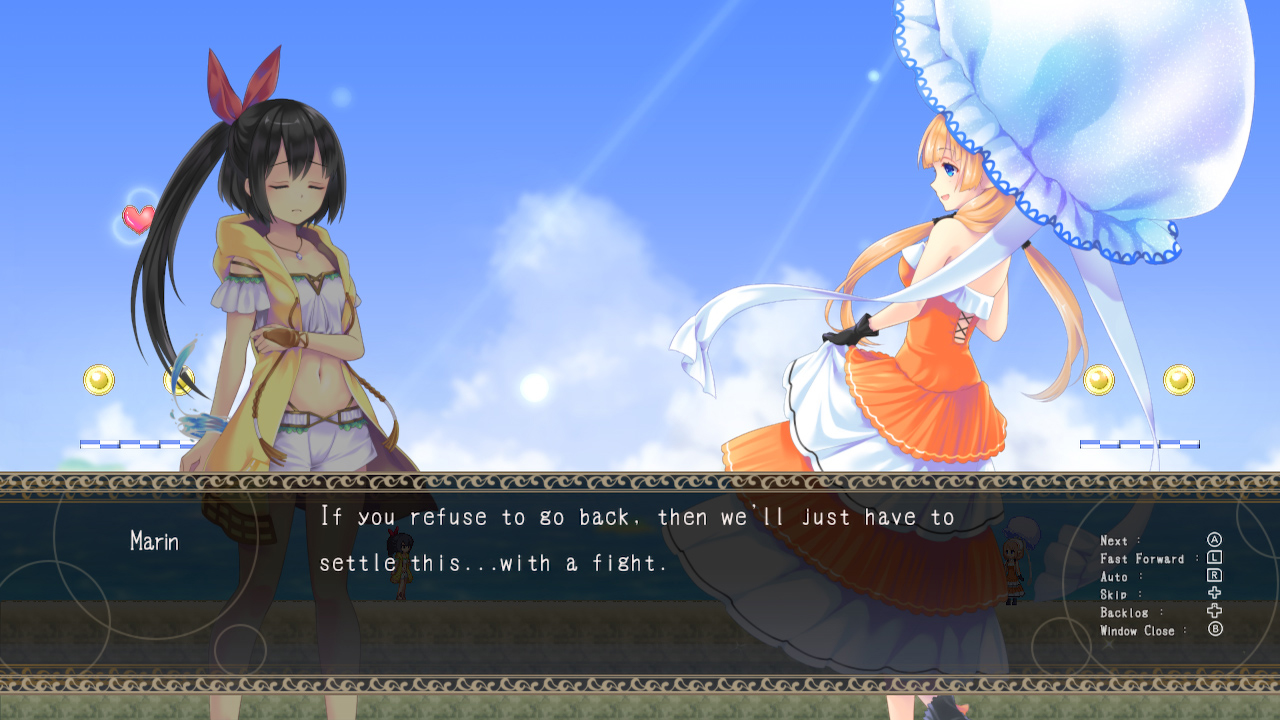 Marin
If you refuse to go back, then we'll just have to
settle this...with a fight.
Next : A
Fast Forward : L
Auto : R
Skip :
Backlog :
Window Close : B